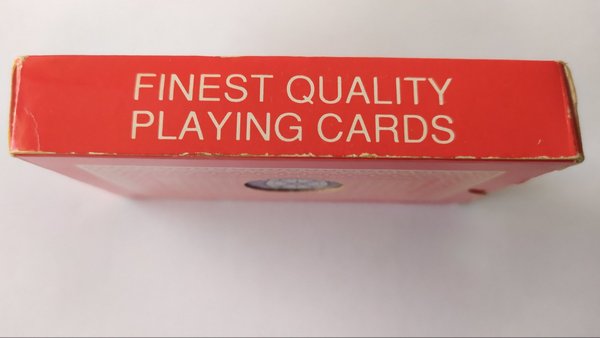 FINEST QUALITY
PLAYING CARDS